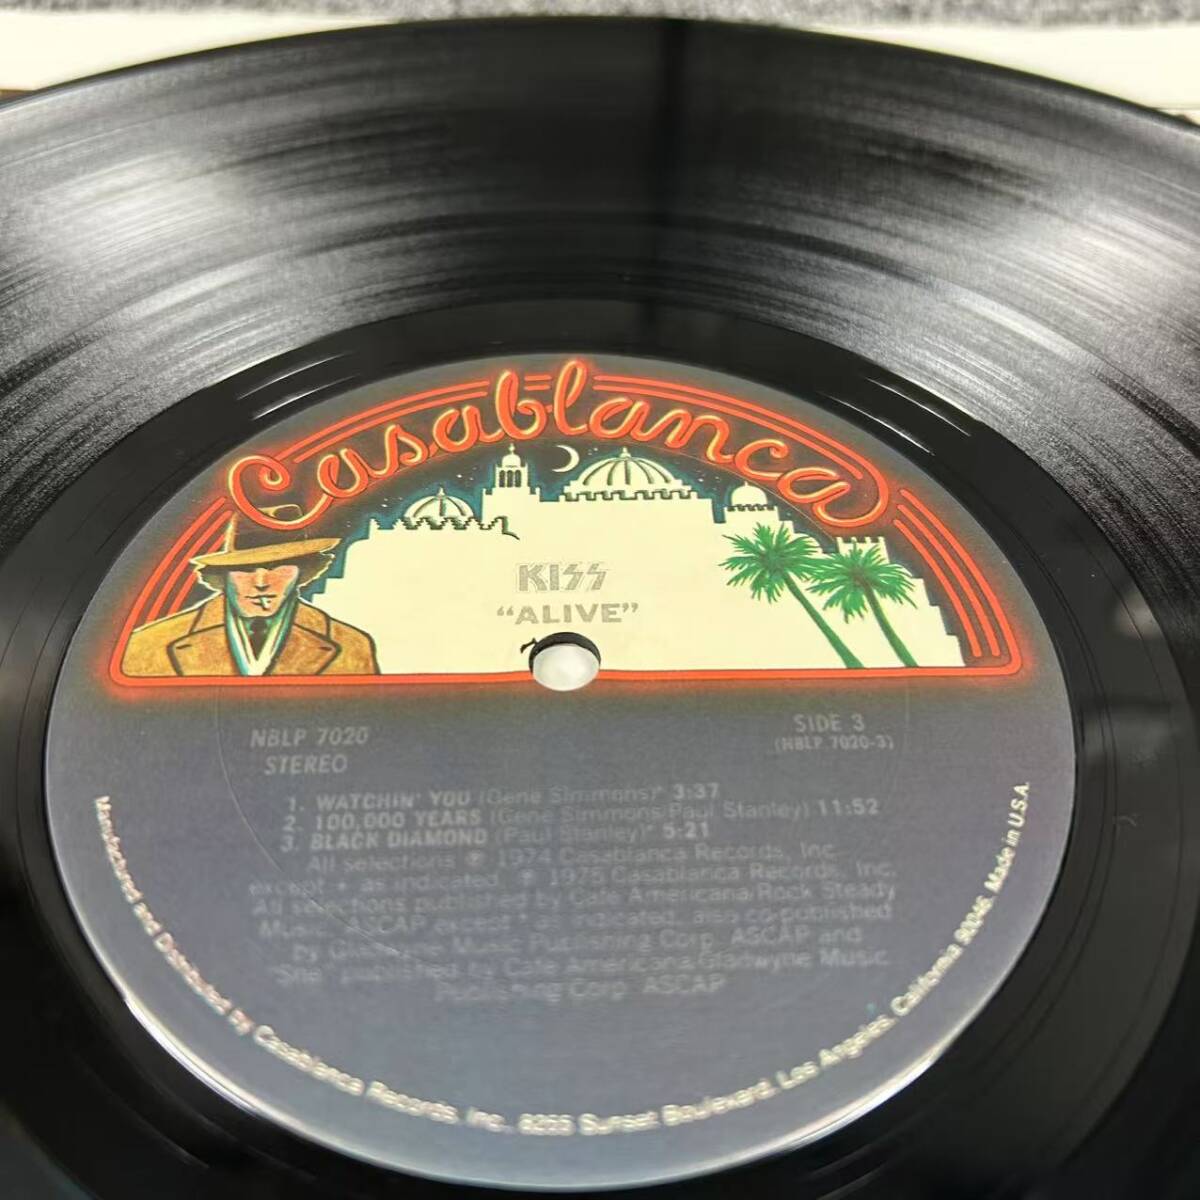 Casablanca
KISS
“ALIVE”
NBLP 7020
STEREO
SIDE 3
(NBLP 7020-3)
1. WATCHIN' YOU (Gene Simmons)* 3:37
2. 100,000 YEARS (Gene Simmons/Paul Stanley) 11:52
3. BLACK DIAMOND (Paul Stanley)* 5:21
All selections ℗ 1974 Casablanca Records, Inc.
except + as indicated. ℗ 1975 Casablanca Records, Inc.
All selections published by Cafe Americana/Rock Steady
Music ASCAP except * as indicated, also co-published
by Gladwyne Music Publishing Corp. ASCAP and
"She" published by Cafe Americana/Gladwyne Music
Publishing Corp. ASCAP
Manufactured and Distributed by Casablanca Records, Inc., 8255 Sunset Boulevard, Los Angeles, California 90046. Made in U.S.A.